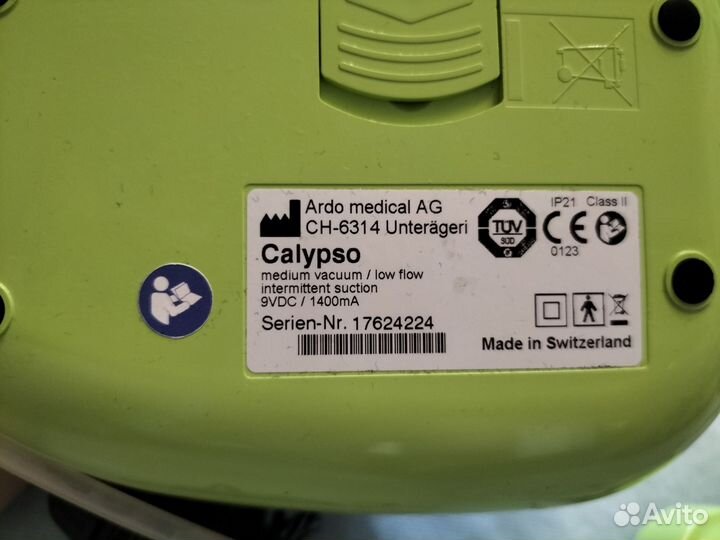 Ardo medical AG
CH-6314 Unterägeri
Calypso
medium vacuum / low flow
intermittent suction
9VDC / 1400mA
Serien-Nr. 17624224
TÜV
SÜD
IP21 Class II
CE
0123
Made in Switzerland
Avito